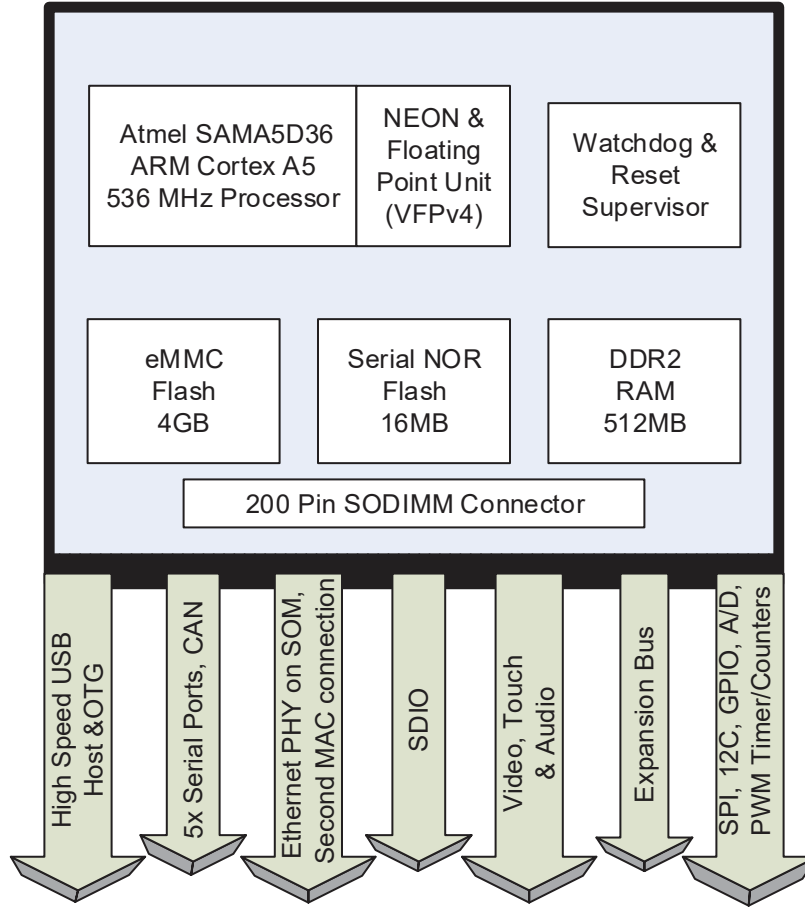 Atmel SAMA5D36
ARM Cortex A5
536 MHz Processor
NEON &
Floating
Point Unit
(VFPv4)
Watchdog &
Reset
Supervisor
eMMC
Flash
4GB
Serial NOR
Flash
16MB
DDR2
RAM
512MB
200 Pin SODIMM Connector
High Speed USB
Host &OTG
5x Serial Ports, CAN
Ethernet PHY on SOM,
Second MAC connection
SDIO
Video, Touch
& Audio
Expansion Bus
SPI, 12C, GPIO, A/D,
PWM Timer/Counters